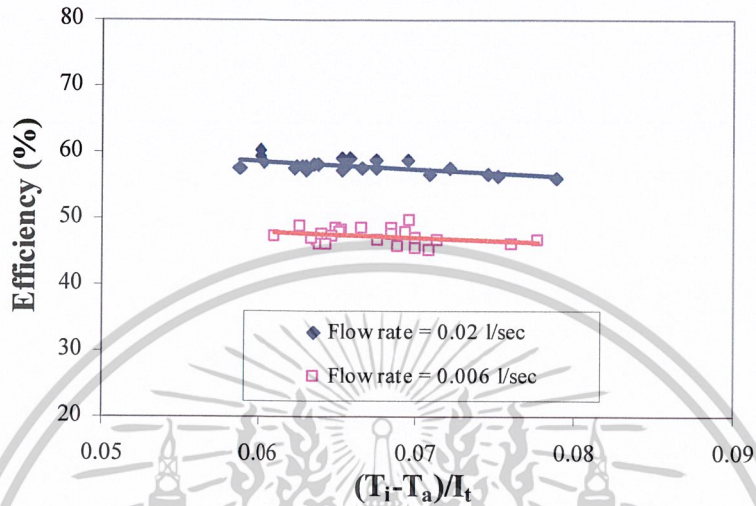 80
70
60
50
40
30
20
Efficiency (%)
Flow rate = 0.02 l/sec
Flow rate = 0.006 l/sec
0.05 0.06 0.07 0.08 0.09
(Ti-Ta)/It